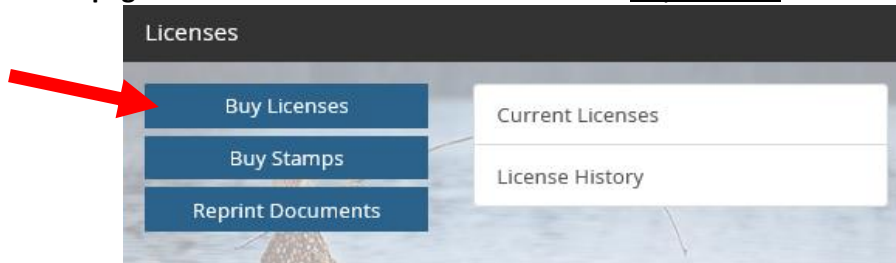 Licenses
Buy Licenses
Buy Stamps
Reprint Documents
Current Licenses
License History